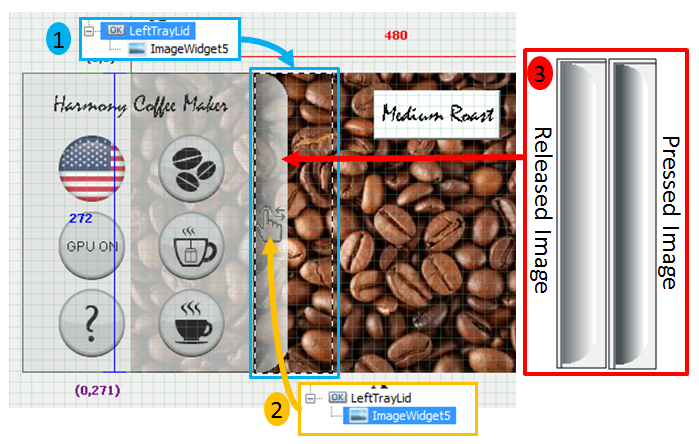 1
OK LeftTrayLid
ImageWidget5
480
Harmony Coffee Maker
Medium Roast
272
GPU ON
?
(0,271)
2
OK LeftTrayLid
ImageWidget5
3
Released Image
Pressed Image